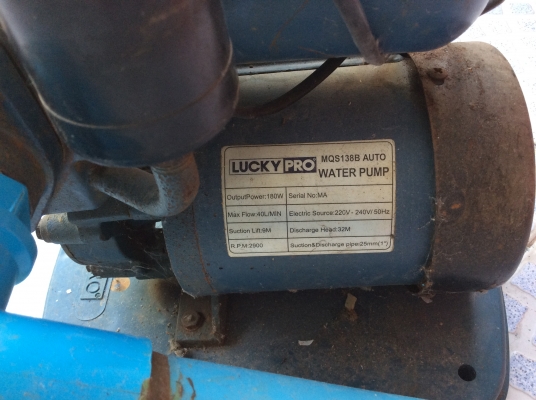 LUCKY PRO
MQS138B AUTO
WATER PUMP
OutputPower:180W
Serial No:MA
Max Flow:40L/MIN
Electric Source:220V - 240V/50Hz
Suction Lift:9M
Discharge Head:32M
R.P.M:2900
Suction&Discharge pipe:25mm(1")